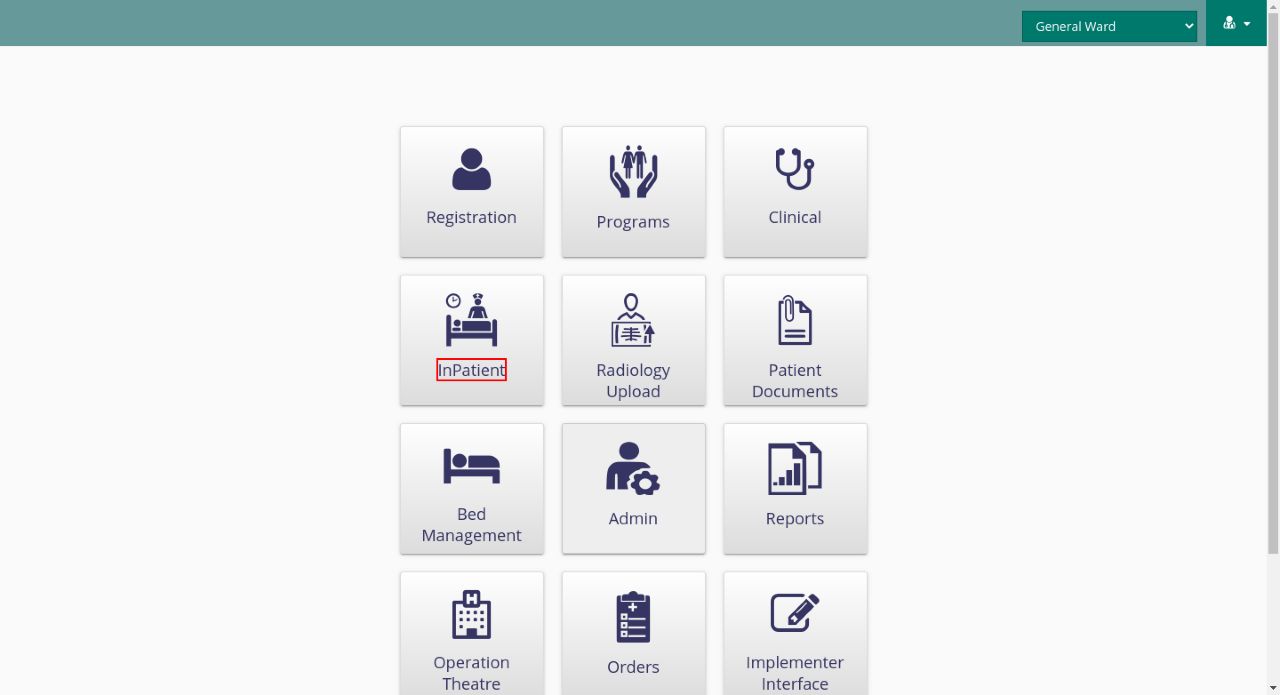 General Ward
Registration
Programs
Clinical
InPatient
Radiology
Upload
Patient
Documents
Bed
Management
Admin
Reports
Operation
Theatre
Orders
Implementer
Interface